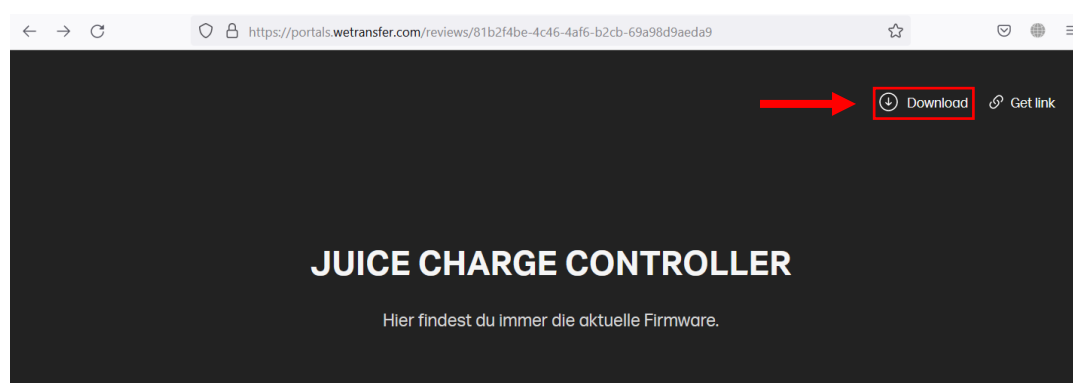 https://portals.wetransfer.com/reviews/81b2f4be-4c46-4af6-b2cb-69a98d9aeda9
Download
Get link
JUICE CHARGE CONTROLLER
Hier findest du immer die aktuelle Firmware.